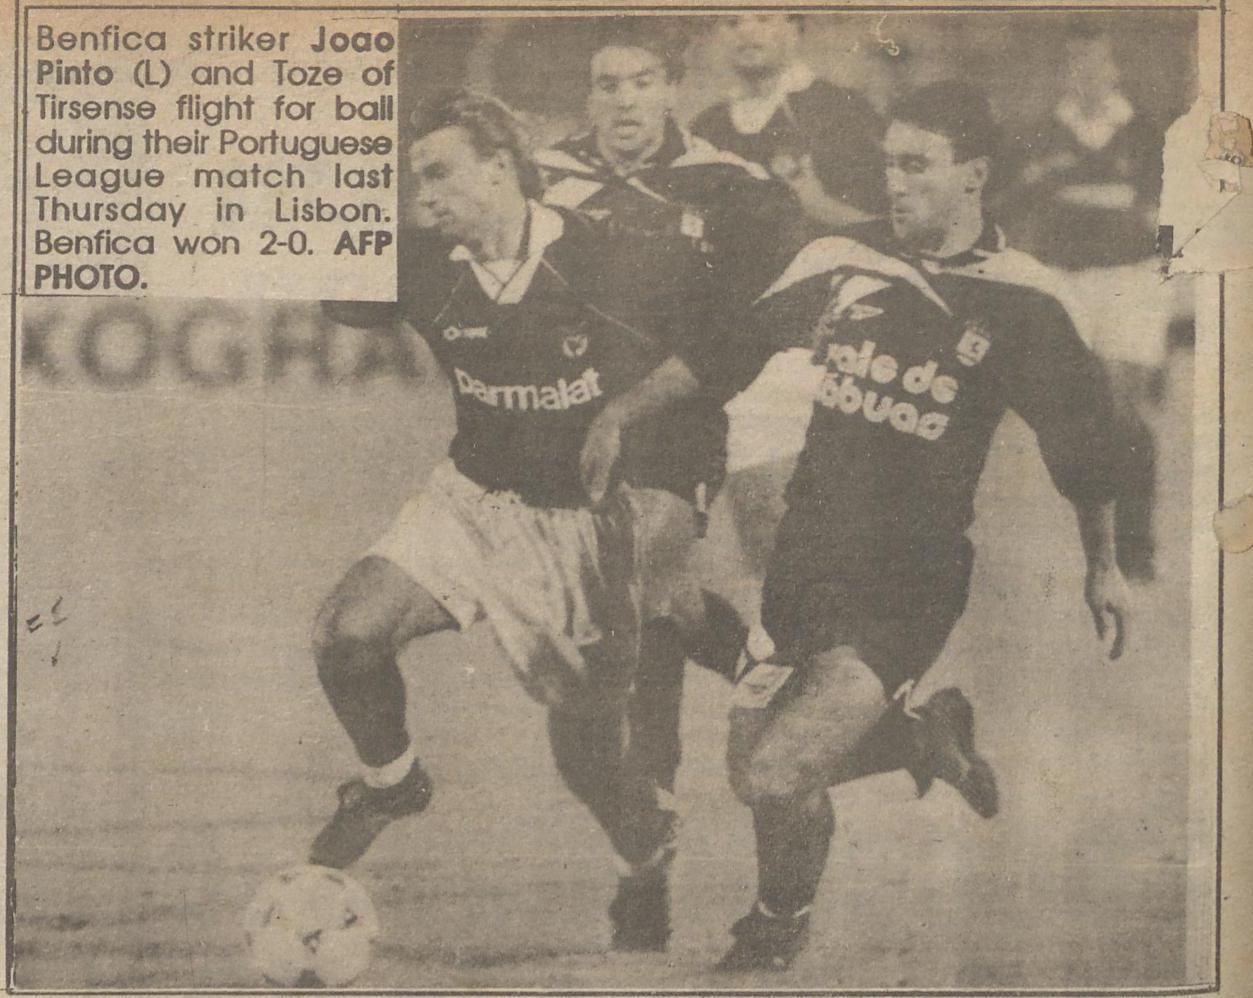 Benfica striker Joao
Pinto (L) and Toze of
Tirsense flight for ball
during their Portuguese
League match last
Thursday in Lisbon.
Benfica won 2-0. AFP
PHOTO.
KOGHA
parmalat
vale de